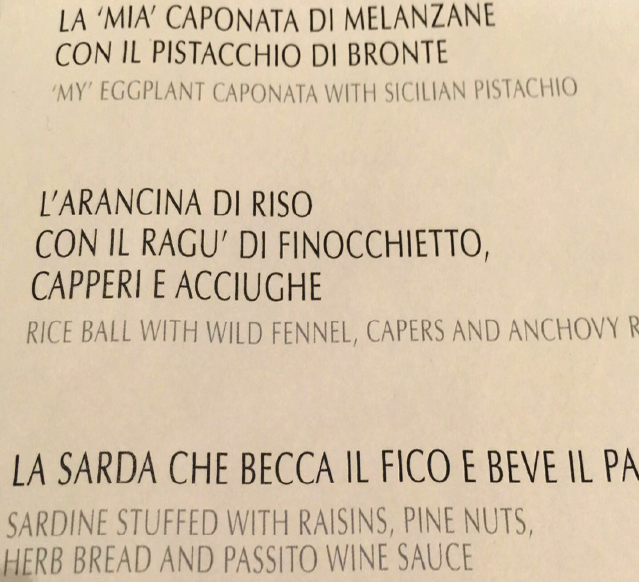 LA ‘MIA’ CAPONATA DI MELANZANE
CON IL PISTACCHIO DI BRONTE
‘MY’ EGGPLANT CAPONATA WITH SICILIAN PISTACHIO
L’ARANCINA DI RISO
CON IL RAGU’ DI FINOCCHIETTO,
CAPPERI E ACCIUGHE
RICE BALL WITH WILD FENNEL, CAPERS AND ANCHOVY
LA SARDA CHE BECCA IL FICO E BEVE IL
SARDINE STUFFED WITH RAISINS, PINE NUTS,
HERB BREAD AND PASSITO WINE SAUCE